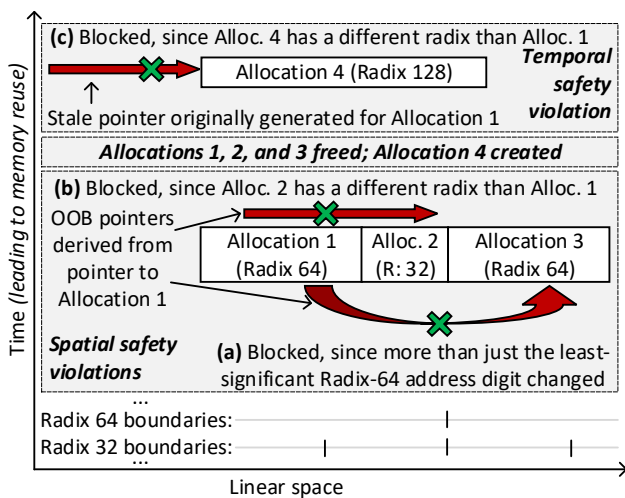 (c) Blocked, since Alloc. 4 has a different radix than Alloc. 1
Allocation 4 (Radix 128)
Temporal
safety
violation
Stale pointer originally generated for Allocation 1
Allocations 1, 2, and 3 freed; Allocation 4 created
(b) Blocked, since Alloc. 2 has a different radix than Alloc. 1
OOB pointers
derived from
pointer to
Allocation 1
Allocation 1
(Radix 64)
Alloc. 2
(R: 32)
Allocation 3
(Radix 64)
Spatial safety
violations
(a) Blocked, since more than just the least-
significant Radix-64 address digit changed
...
Radix 64 boundaries:
Radix 32 boundaries:
...
Linear space
Time (leading to memory reuse)